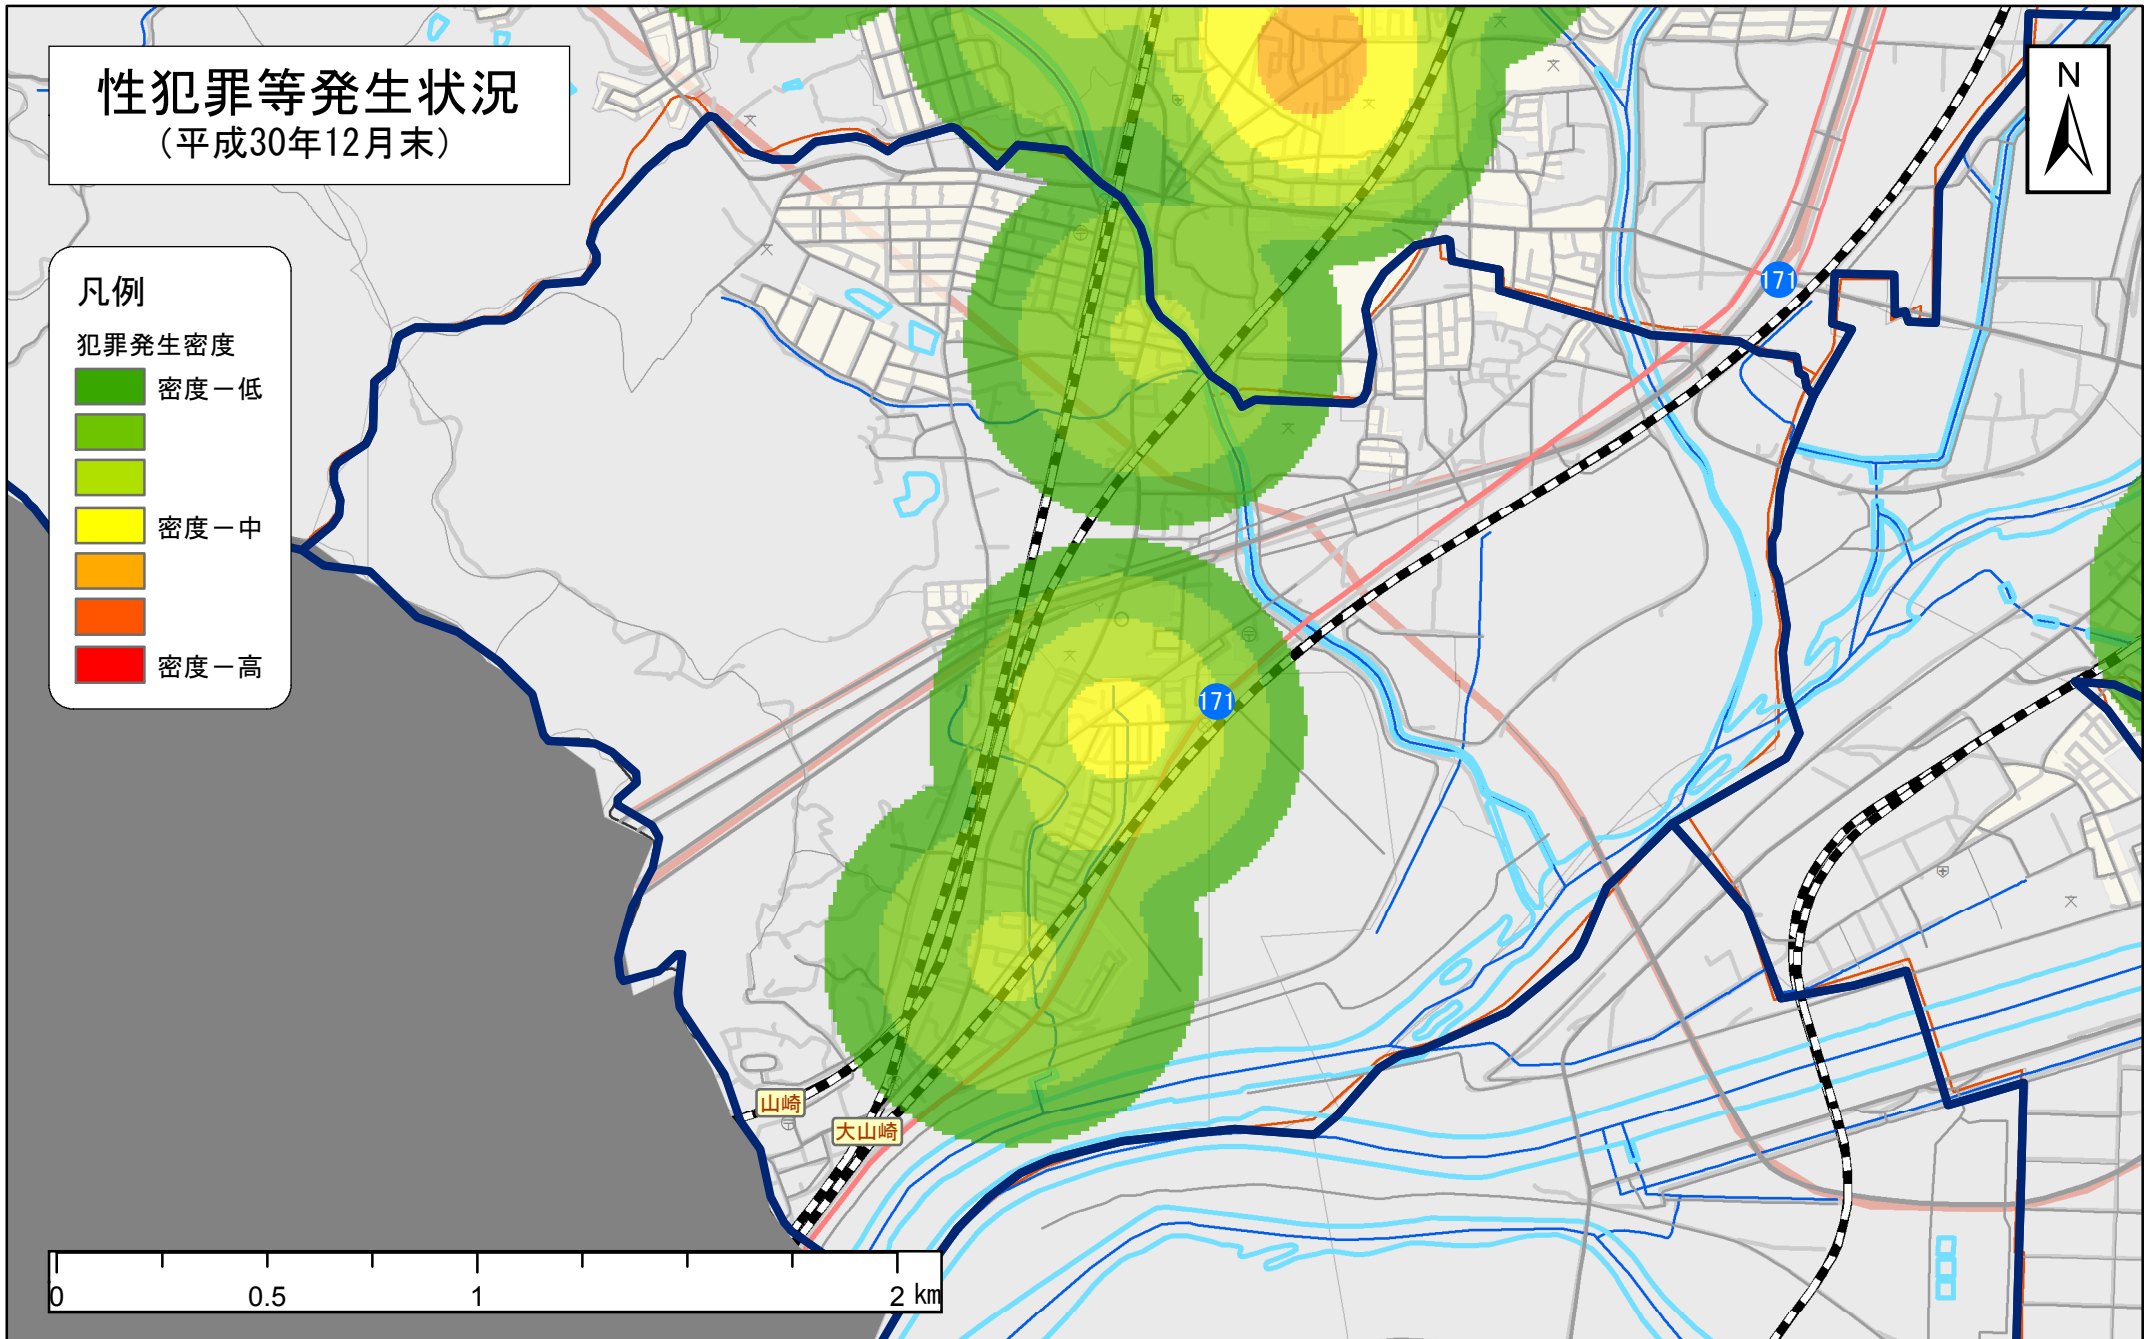 性犯罪等発生状況
（平成30年12月末）
N
凡例
犯罪発生密度
密度－低
密度－中
密度－高
171
171
山崎
大山崎
0 0.5 1 2 km